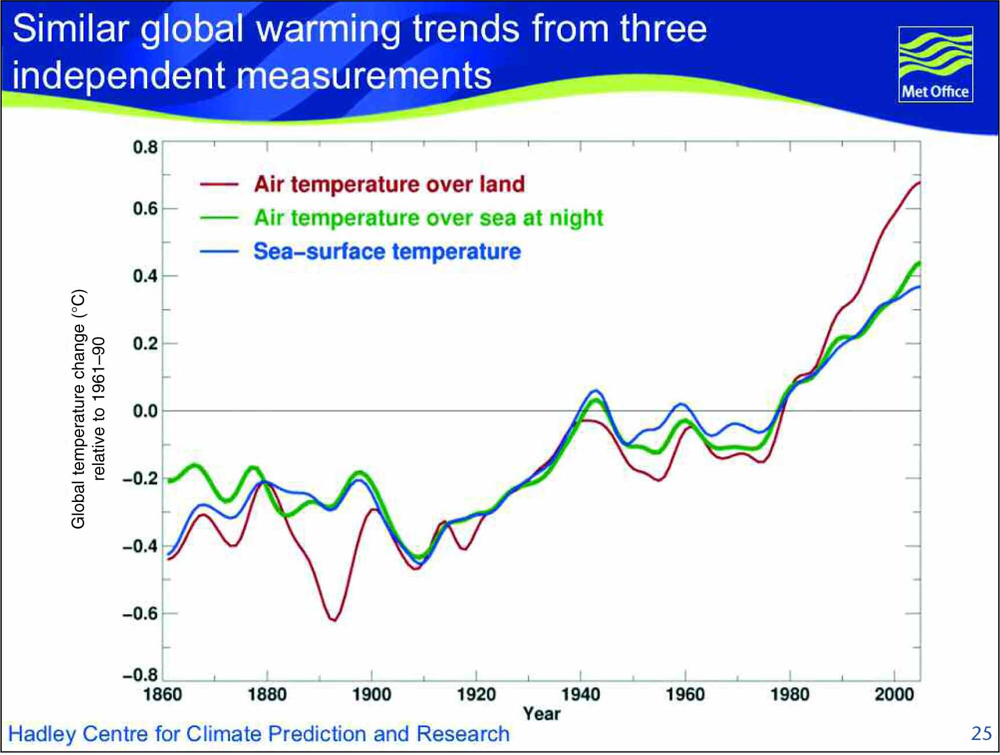 Similar global warming trends from three
independent measurements
Met Office
Air temperature over land
Air temperature over sea at night
Sea–surface temperature
Global temperature change (°C)
relative to 1961–90
0.8
0.6
0.4
0.2
0.0
–0.2
–0.4
–0.6
–0.8
1860 1880 1900 1920 1940 1960 1980 2000
Year
Hadley Centre for Climate Prediction and Research
25